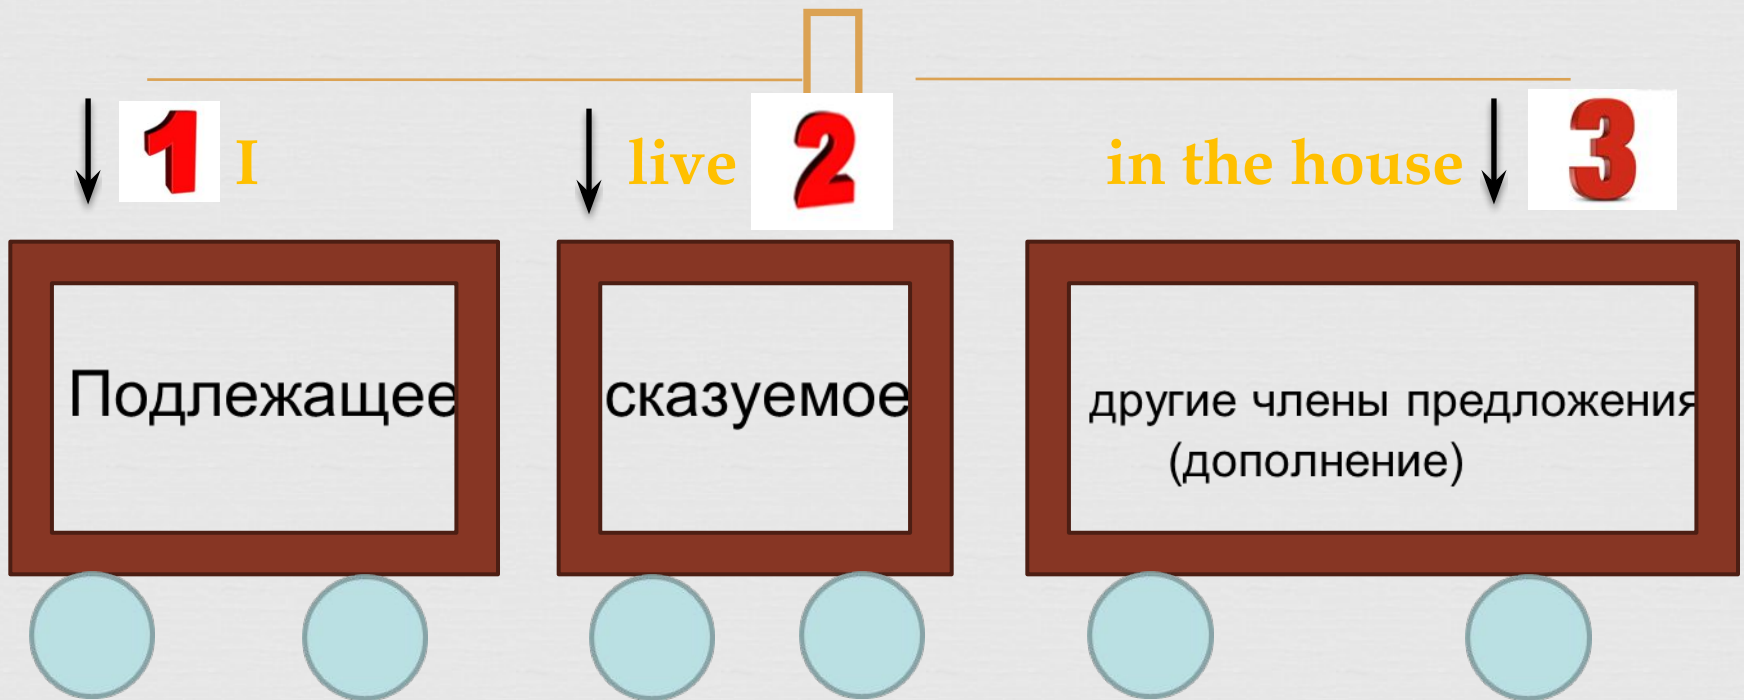 1 I
live 2
in the house 3
Подлежащее
сказуемое
другие члены предложения
(дополнение)